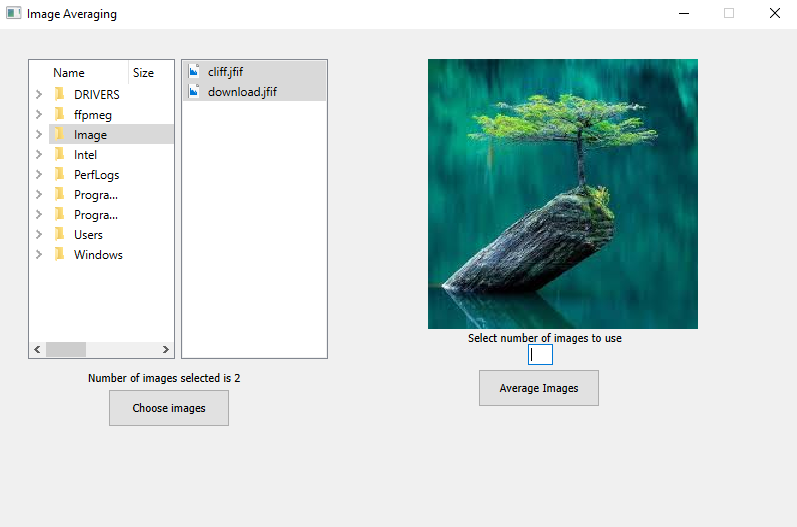 Image Averaging
Name Size
DRIVERS
ffpmeg
Image
Intel
PerfLogs
Progra...
Progra...
Users
Windows
cliff.jfif
download.jfif
Number of images selected is 2
Choose images
Select number of images to use
Average Images